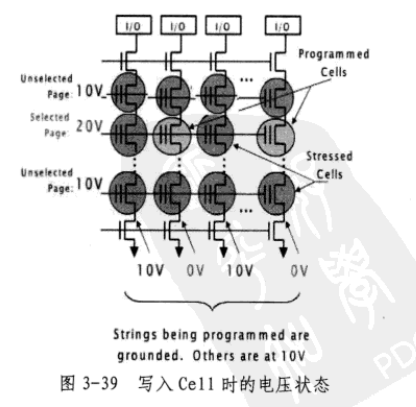 I/O I/O I/O I/O
Programmed
Cells
Unselected
Page: 10V
...
Selected
Page: 20V
Stressed
Cells
Unselected
Page: 10V
...
10V 0V 10V 0V
Strings being programmed are
grounded. Others are at 10V
图 3-39 写入 Cell 时的电压状态
PD